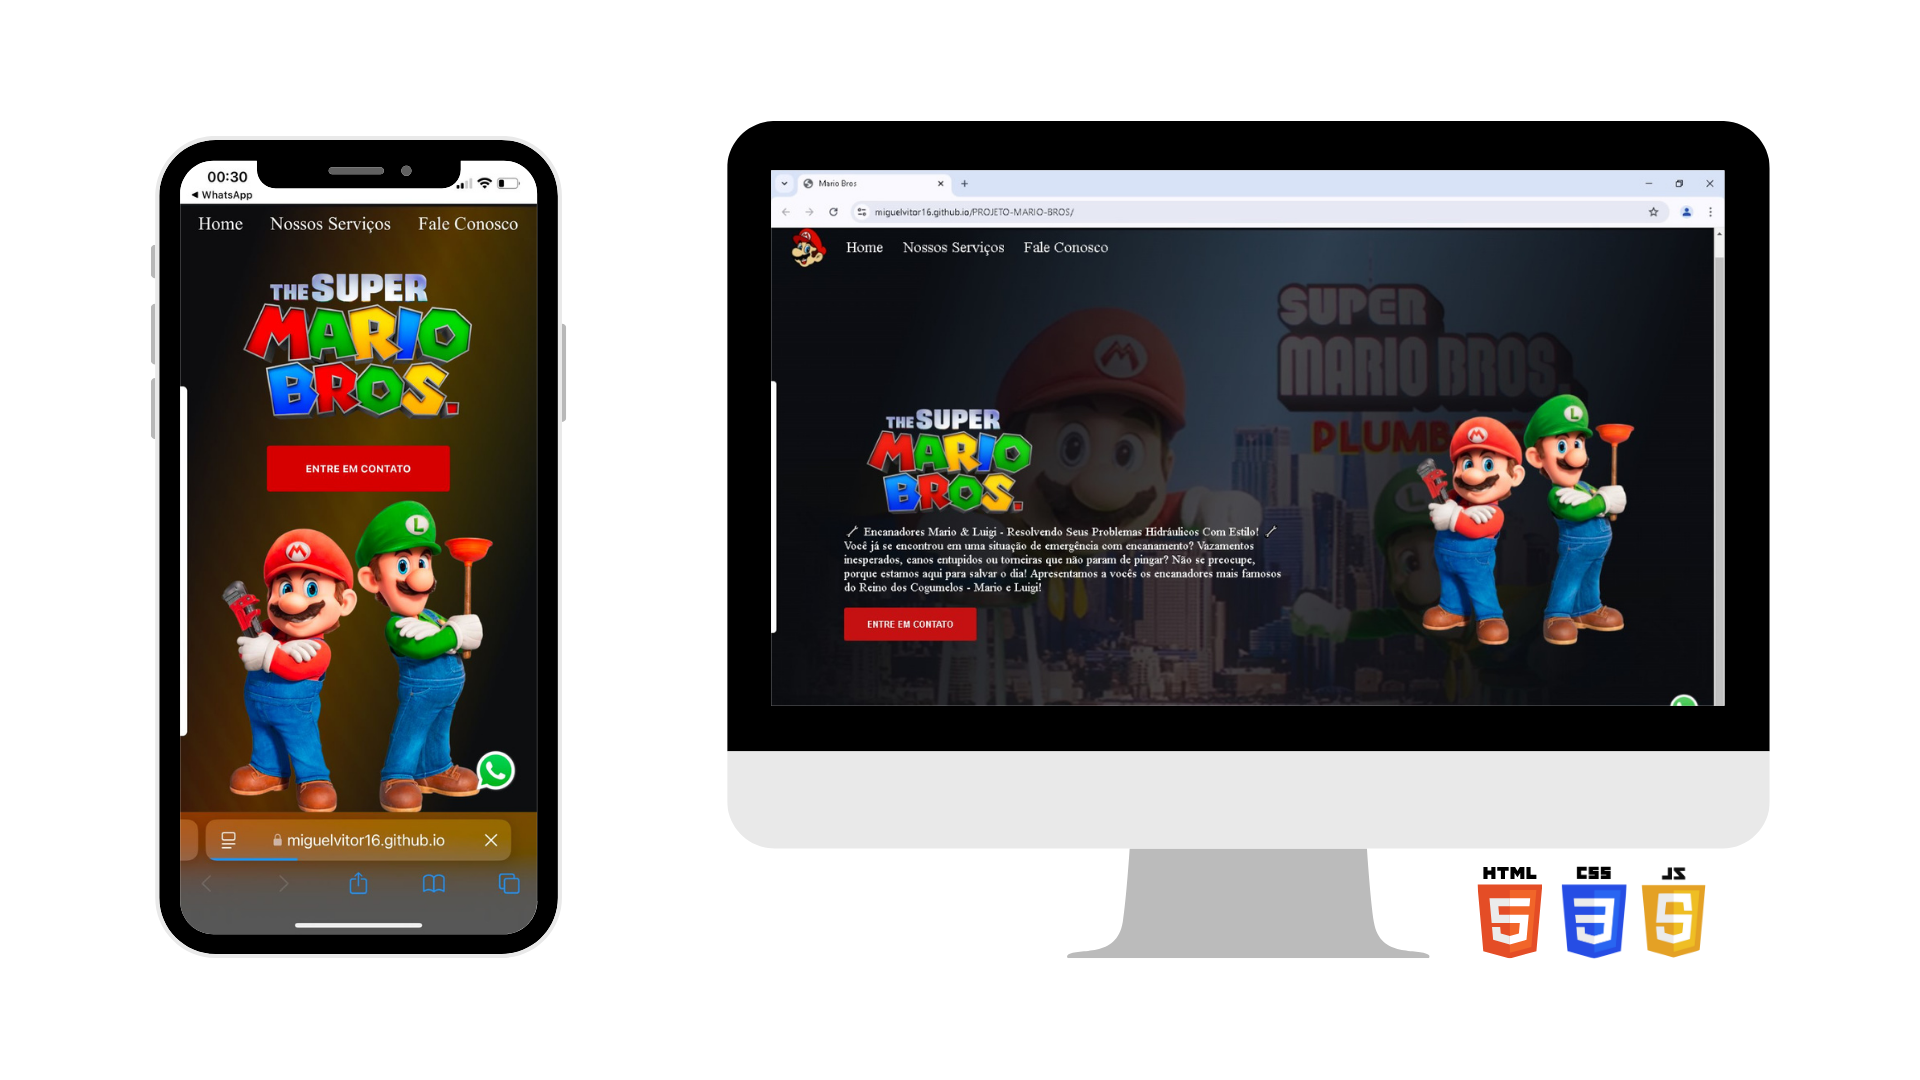 00:30
◀ WhatsApp
Home Nossos Serviços Fale Conosco
THE SUPER
MARIO
BROS.
ENTRE EM CONTATO
M
L
miguelvitor16.github.io
Mario Bros
miguelvitor16.github.io/PROJETO-MARIO-BROS/
Home Nossos Serviços Fale Conosco
SUPER
MARIO BROS.
PLUMB
M
THE SUPER
MARIO
BROS.
M
L
Encanadores Mario & Luigi - Resolvendo Seus Problemas Hidráulicos Com Estilo!
Você já se encontrou em uma situação de emergência com encanamento? Vazamentos
inesperados, canos entupidos ou torneiras que não param de pingar? Não se preocupe,
porque estamos aqui para salvar o dia! Apresentamos a vocês os encanadores mais famosos
do Reino dos Cogumelos - Mario e Luigi!
ENTRE EM CONTATO
HTML CSS JS
5 3 5